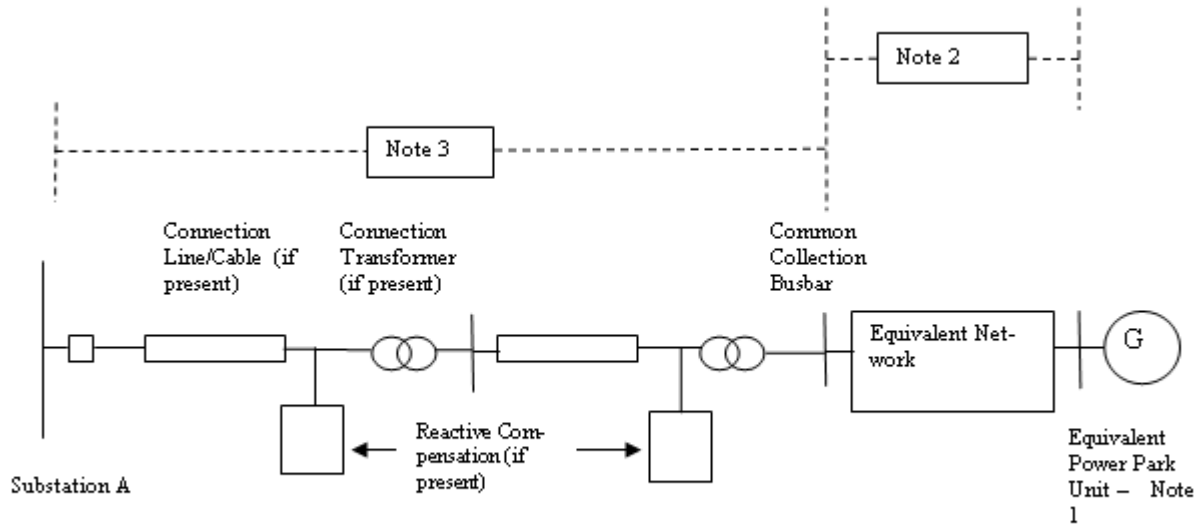 Note 2
Note 3
Connection
Line/Cable (if
present)
Connection
Transformer
(if present)
Common
Collection
Busbar
Equivalent Net-
work
G
Reactive Com-
pensation (if
present)
Substation A
Equivalent
Power Park
Unit – Note
1